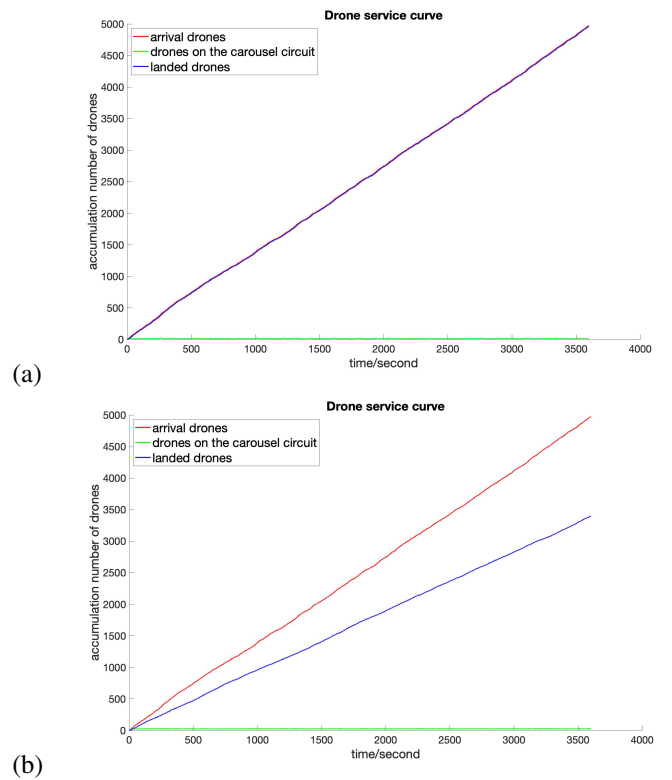 Drone service curve
arrival drones
drones on the carousel circuit
landed drones
accumulation number of drones
5000
4500
4000
3500
3000
2500
2000
1500
1000
500
0
0 500 1000 1500 2000 2500 3000 3500 4000
time/second
(a)
Drone service curve
arrival drones
drones on the carousel circuit
landed drones
accumulation number of drones
5000
4500
4000
3500
3000
2500
2000
1500
1000
500
0
0 500 1000 1500 2000 2500 3000 3500 4000
time/second
(b)